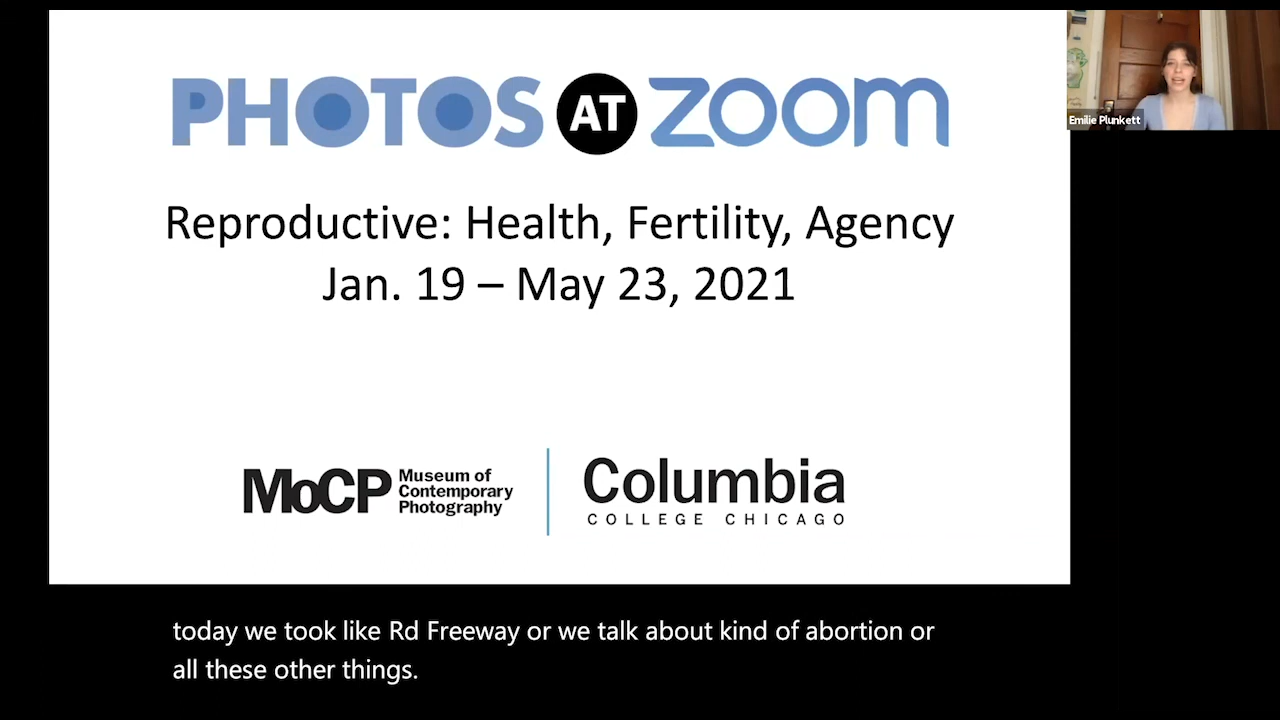 PHOTOS AT zoom
Reproductive: Health, Fertility, Agency
Jan. 19 – May 23, 2021
MoCP Museum of
Contemporary
Photography
Columbia
COLLEGE CHICAGO
Emilie Plunkett
today we took like Rd Freeway or we talk about kind of abortion or
all these other things.